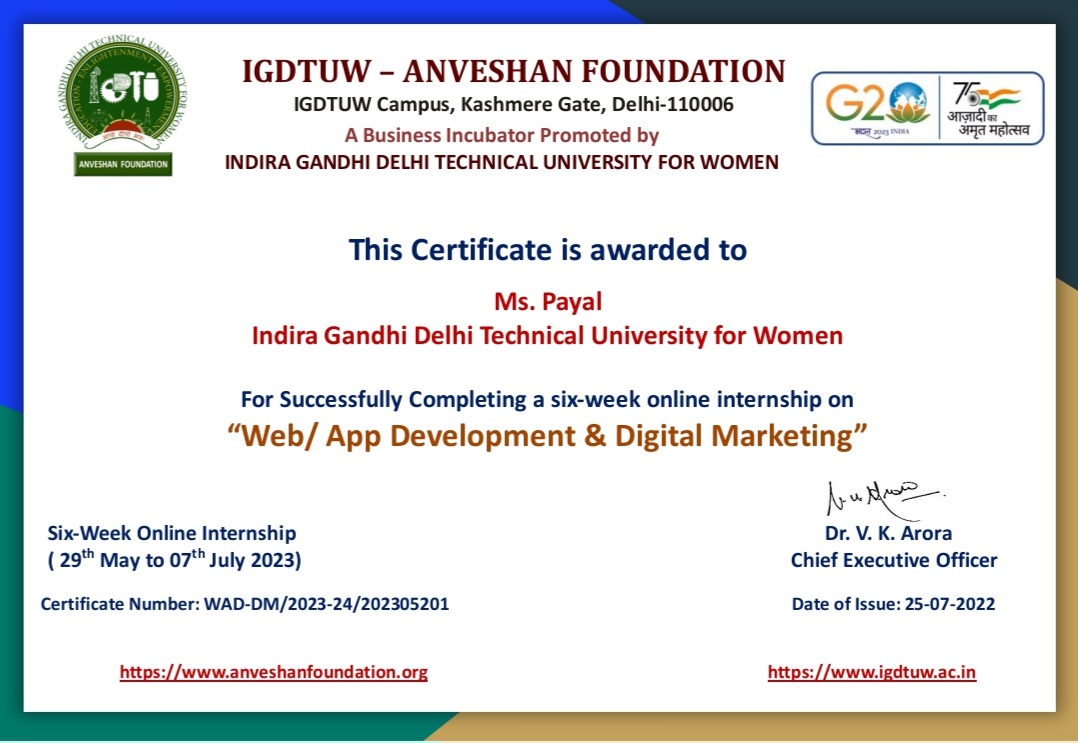 INDIRA GANDHI DELHI TECHNICAL UNIVERSITY FOR WOMEN
EDUCATION - ENLIGHTENMENT - EMPOWERMENT
ANVESHAN FOUNDATION
IGDTUW – ANVESHAN FOUNDATION
IGDTUW Campus, Kashmere Gate, Delhi-110006
A Business Incubator Promoted by
INDIRA GANDHI DELHI TECHNICAL UNIVERSITY FOR WOMEN
G20
भारत 2023 INDIA
75
आज़ादी का
अमृत महोत्सव
This Certificate is awarded to
Ms. Payal
Indira Gandhi Delhi Technical University for Women
For Successfully Completing a six-week online internship on
“Web/ App Development & Digital Marketing”
Six-Week Online Internship
( 29th May to 07th July 2023)
Dr. V. K. Arora
Chief Executive Officer
Certificate Number: WAD-DM/2023-24/202305201
Date of Issue: 25-07-2022
https://www.anveshanfoundation.org
https://www.igdtuw.ac.in